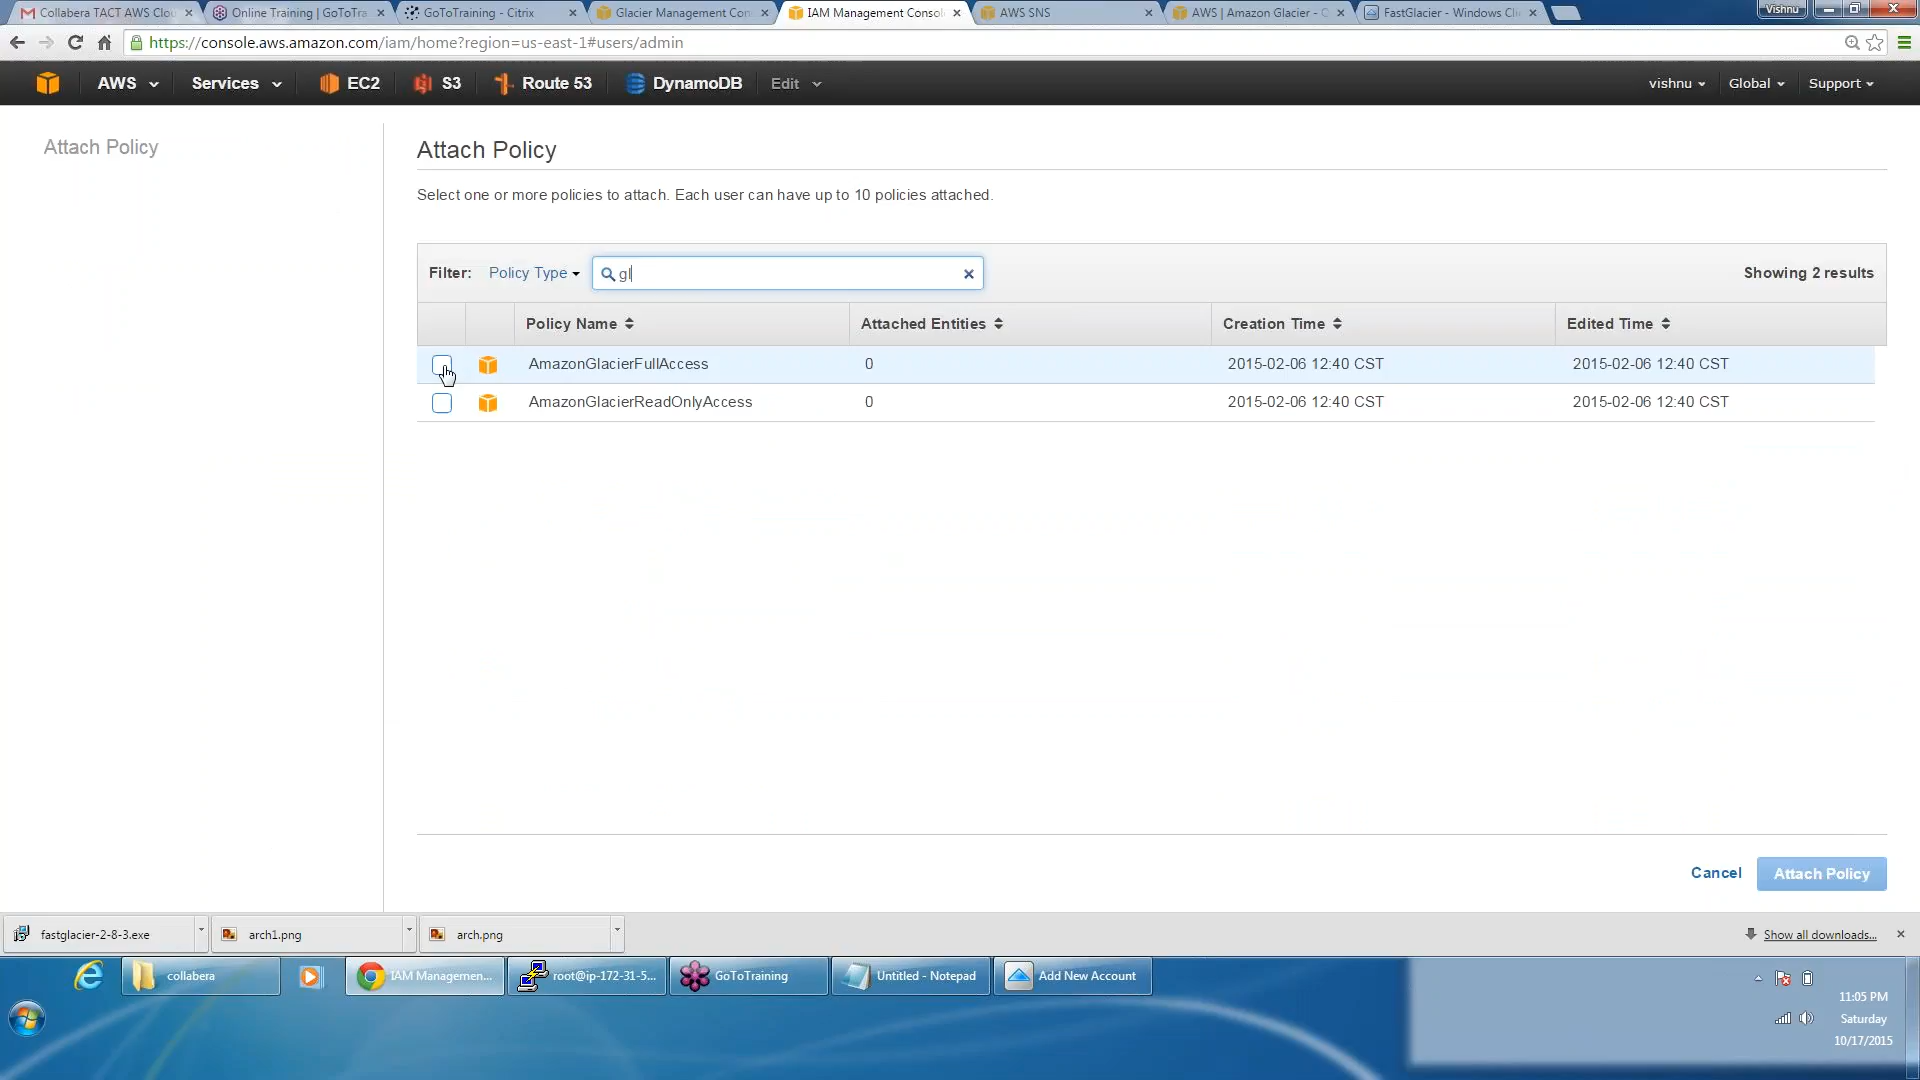 Collabera TACT AWS Clou
Online Training | GoToTra
GoToTraining - Citrix
Glacier Management Con
IAM Management Consol
AWS SNS
AWS | Amazon Glacier - C
FastGlacier - Windows Cli
Vishnu
https://console.aws.amazon.com/iam/home?region=us-east-1#users/admin
AWS
Services
EC2
S3
Route 53
DynamoDB
Edit
vishnu
Global
Support
Attach Policy
Attach Policy
Select one or more policies to attach. Each user can have up to 10 policies attached.
Filter: Policy Type
gl
Showing 2 results
Policy Name
Attached Entities
Creation Time
Edited Time
AmazonGlacierFullAccess 0 2015-02-06 12:40 CST 2015-02-06 12:40 CST
AmazonGlacierReadOnlyAccess 0 2015-02-06 12:40 CST 2015-02-06 12:40 CST
Cancel
Attach Policy
fastglacier-2-8-3.exe
arch1.png
arch.png
Show all downloads...
collabera
IAM Managemen...
root@ip-172-31-5...
GoToTraining
Untitled - Notepad
Add New Account
11:05 PM
Saturday
10/17/2015